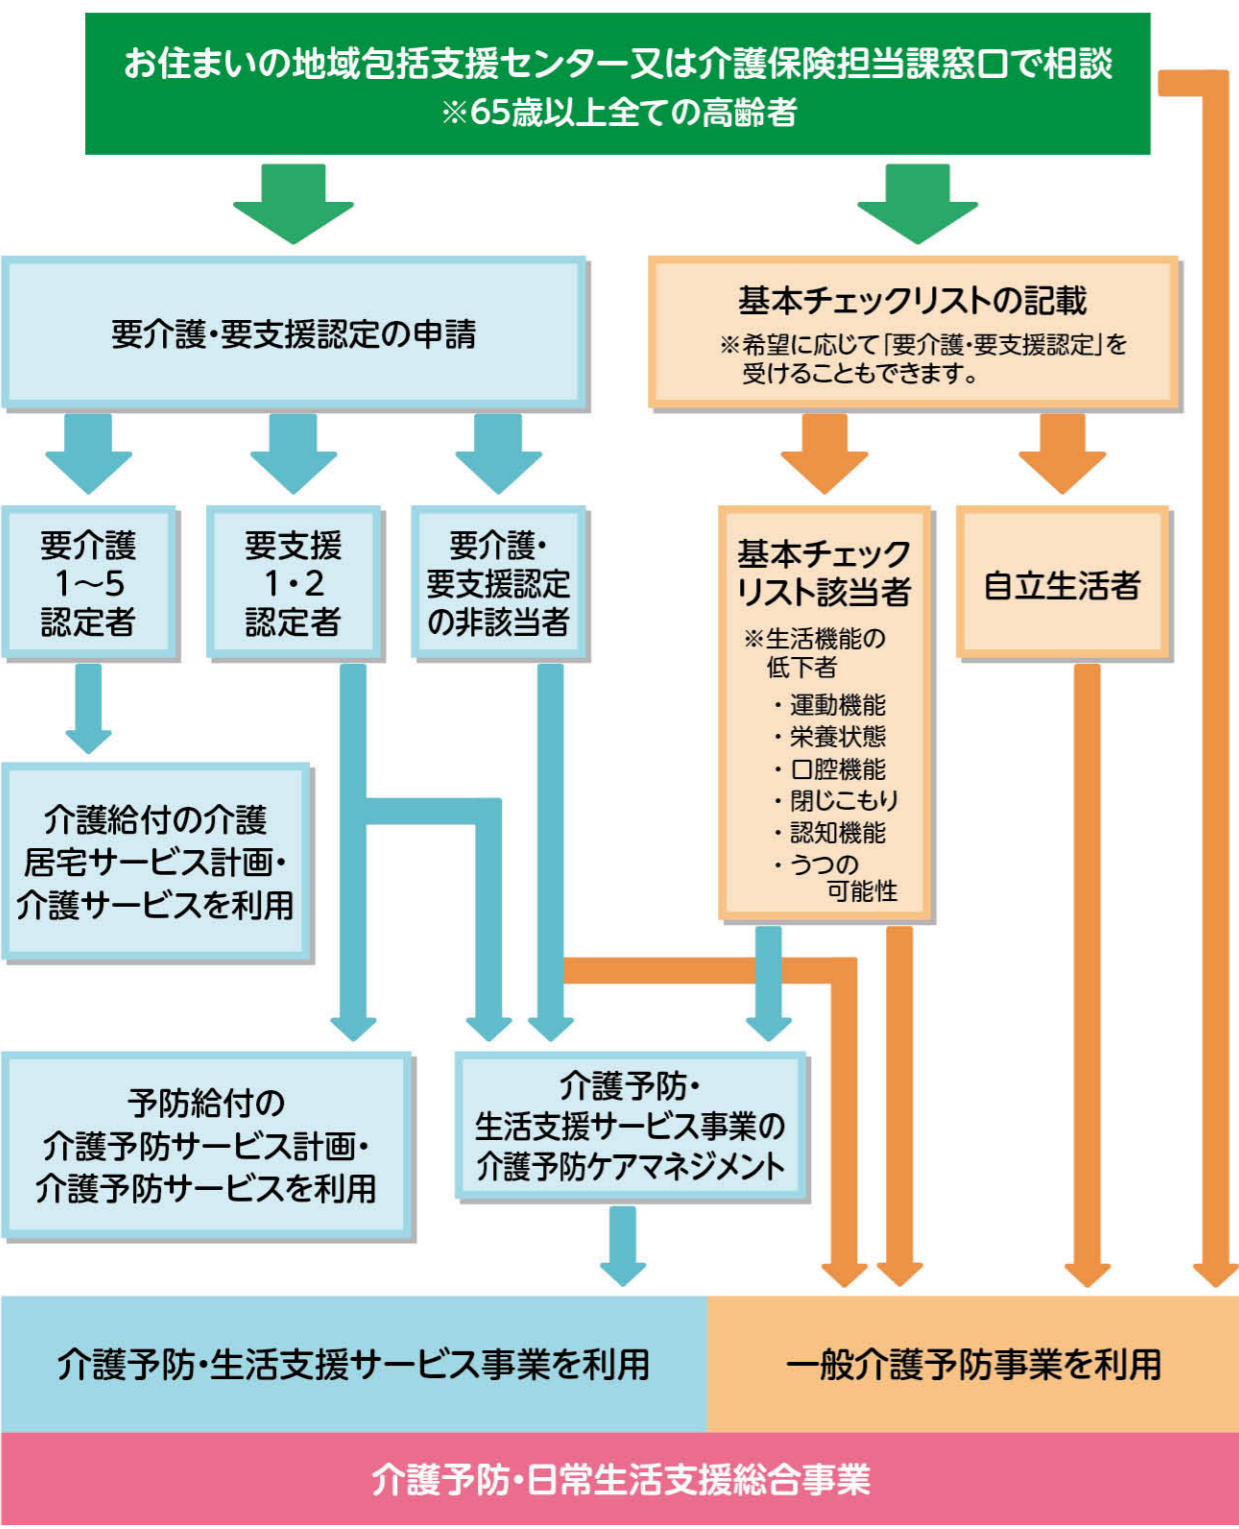 お住まいの地域包括支援センター又は介護保険担当課窓口で相談
※65歳以上全ての高齢者
要介護・要支援認定の申請
基本チェックリストの記載
※希望に応じて「要介護・要支援認定」を
受けることもできます。
要介護
1～5
認定者
要支援
1・2
認定者
要介護・
要支援認定
の非該当者
基本チェック
リスト該当者
※生活機能の
低下者
・運動機能
・栄養状態
・口腔機能
・閉じこもり
・認知機能
・うつの
可能性
自立生活者
介護給付の介護
居宅サービス計画・
介護サービスを利用
予防給付の
介護予防サービス計画・
介護予防サービスを利用
介護予防・
生活支援サービス事業の
介護予防ケアマネジメント
介護予防・生活支援サービス事業を利用
一般介護予防事業を利用
介護予防・日常生活支援総合事業